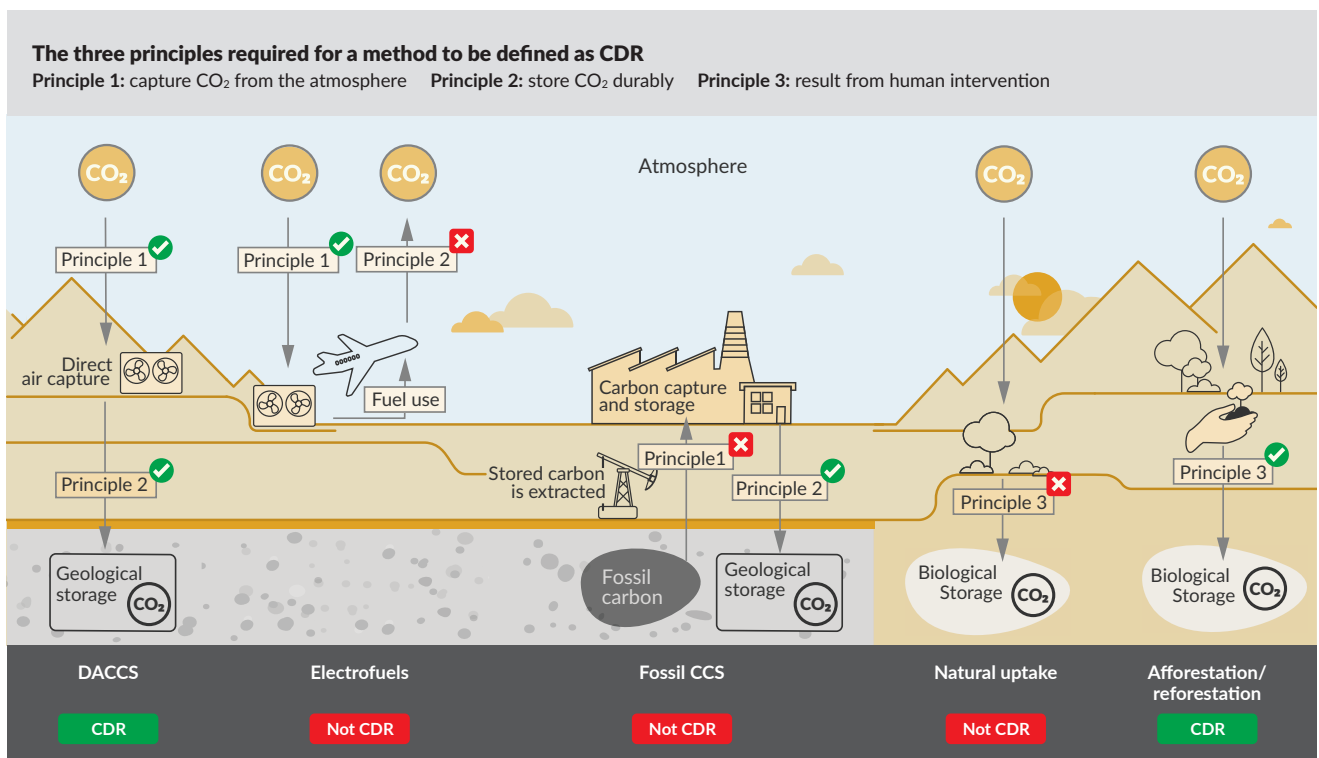 The three principles required for a method to be defined as CDR
Principle 1: capture CO₂ from the atmosphere Principle 2: store CO₂ durably Principle 3: result from human intervention
Atmosphere
CO₂
Principle 1
Direct
air capture
Principle 2
Geological
storage
CO₂
CO₂
Principle 1
CO₂
Principle 2
Fuel use
Carbon capture
and storage
Principle1
Stored carbon
is extracted
Principle 2
Fossil
carbon
Geological
storage
CO₂
CO₂
Principle 3
Biological
Storage
CO₂
CO₂
Principle 3
Biological
Storage
CO₂
DACCS
CDR
Electrofuels
Not CDR
Fossil CCS
Not CDR
Natural uptake
Not CDR
Afforestation/
reforestation
CDR